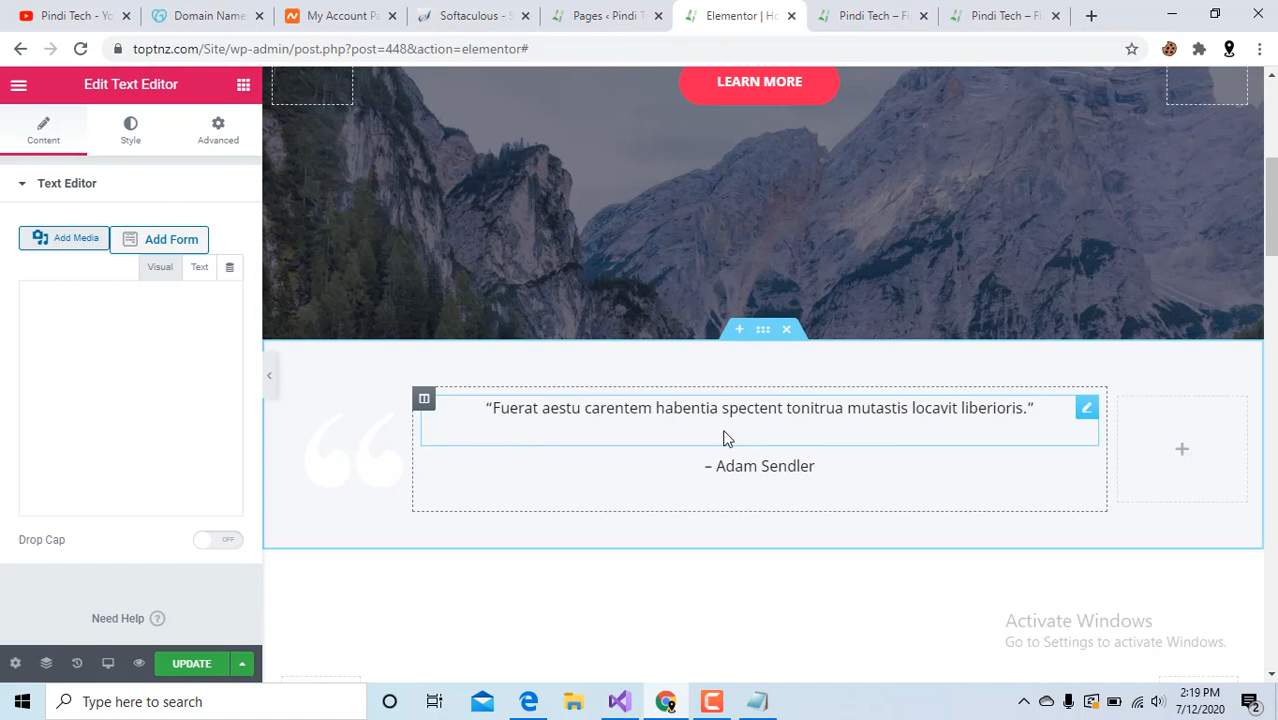 Pindi Tech - Y
Domain Name
My Account Pa
Softaculous - S
Pages ‹ Pindi T
Elementor | H
Pindi Tech – F
Pindi Tech – F
toptnz.com/Site/wp-admin/post.php?post=448&action=elementor#
Edit Text Editor
LEARN MORE
Content
Style
Advanced
Text Editor
Add Media
Add Form
Visual
Text
“Fuerat aestu carentem habentia spectent tonitrua mutastis locavit liberioris.”
– Adam Sendler
Drop Cap
OFF
Need Help ?
Activate Windows
Go to Settings to activate Windows.
UPDATE
Type here to search
2:19 PM
7/12/2020
2